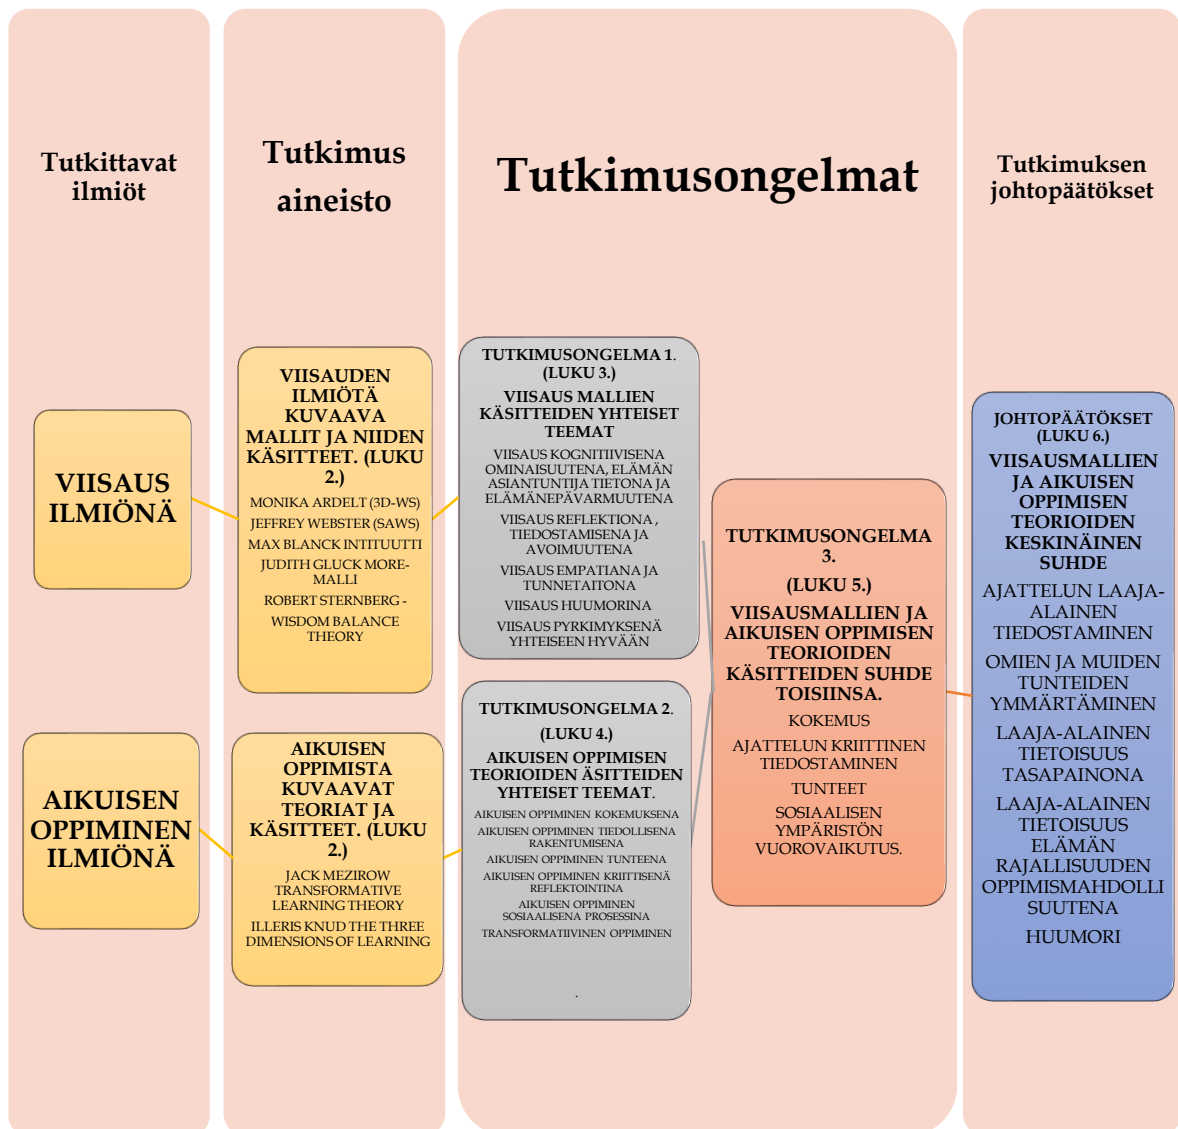 Tutkittavat
ilmiöt
Tutkimus
aineisto
Tutkimusongelmat
Tutkimuksen
johtopäätökset
VIISAUS
ILMIÖNÄ
AIKUISEN
OPPIMINEN
ILMIÖNÄ
VIISAUDEN
ILMIÖTÄ
KUVAAVA
MALLIT JA NIIDEN
KÄSITTEET. (LUKU
2.)
MONIKA ARDELT (3D-WS)
JEFFREY WEBSTER (SAWS)
MAX BLANCK INTITUUTTI
JUDITH GLUCK MORE-
MALLI
ROBERT STERNBERG -
WISDOM BALANCE
THEORY
AIKUISEN
OPPIMISTA
KUVAAVAT
TEORIAT JA
KÄSITTEET. (LUKU
2.)
JACK MEZIROW
TRANSFORMATIVE
LEARNING THEORY
ILLERIS KNUD THE THREE
DIMENSIONS OF LEARNING
TUTKIMUSONGELMA 1.
(LUKU 3.)
VIISAUS MALLIEN
KÄSITTEIDEN YHTEISET
TEEMAT
VIISAUS KOGNITIIVISENA
OMINAISUUTENA, ELÄMÄN
ASIANTUNTIJA TIETONA JA
ELÄMÄNEPÄVARMUUTENA
VIISAUS REFLEKTIONA ,
TIEDOSTAMISENA JA
AVOIMUUTENA
VIISAUS EMPATIANA JA
TUNNETAITONA
VIISAUS HUUMORINA
VIISAUS PYRKIMYKSENÄ
YHTEISEEN HYVÄÄN
TUTKIMUSONGELMA 2.
(LUKU 4.)
AIKUISEN OPPIMISEN
TEORIOIDEN ÄSITTEIDEN
YHTEISET TEEMAT.
AIKUISEN OPPIMINEN KOKEMUKSENA
AIKUISEN OPPIMINEN TIEDOLLISENA
RAKENTUMISENA
AIKUISEN OPPIMINEN TUNTEENA
AIKUISEN OPPIMINEN KRIITTISENÄ
REFLEKTOINTINA
AIKUISEN OPPIMINEN
SOSIAALISENA PROSESSINA
TRANSFORMATIIVINEN OPPIMINEN
.
TUTKIMUSONGELMA
3.
(LUKU 5.)
VIISAUSMALLIEN JA
AIKUISEN OPPIMISEN
TEORIOIDEN
KÄSITTEIDEN SUHDE
TOISIINSA.
KOKEMUS
AJATTELUN KRIITTINEN
TIEDOSTAMINEN
TUNTEET
SOSIAALISEN
YMPÄRISTÖN
VUOROVAIKUTUS.
JOHTOPÄÄTÖKSET
(LUKU 6.)
VIISAUSMALLIEN
JA AIKUISEN
OPPIMISEN
TEORIOIDEN
KESKINÄINEN
SUHDE
AJATTELUN LAAJA-
ALAINEN
TIEDOSTAMINEN
OMIEN JA MUIDEN
TUNTEIDEN
YMMÄRTÄMINEN
LAAJA-ALAINEN
TIETOISUUS
TASAPAINONA
LAAJA-ALAINEN
TIETOISUUS
ELÄMÄN
RAJALLISUUDEN
OPPIMISMAHDOLLI
SUUTENA
HUUMORI